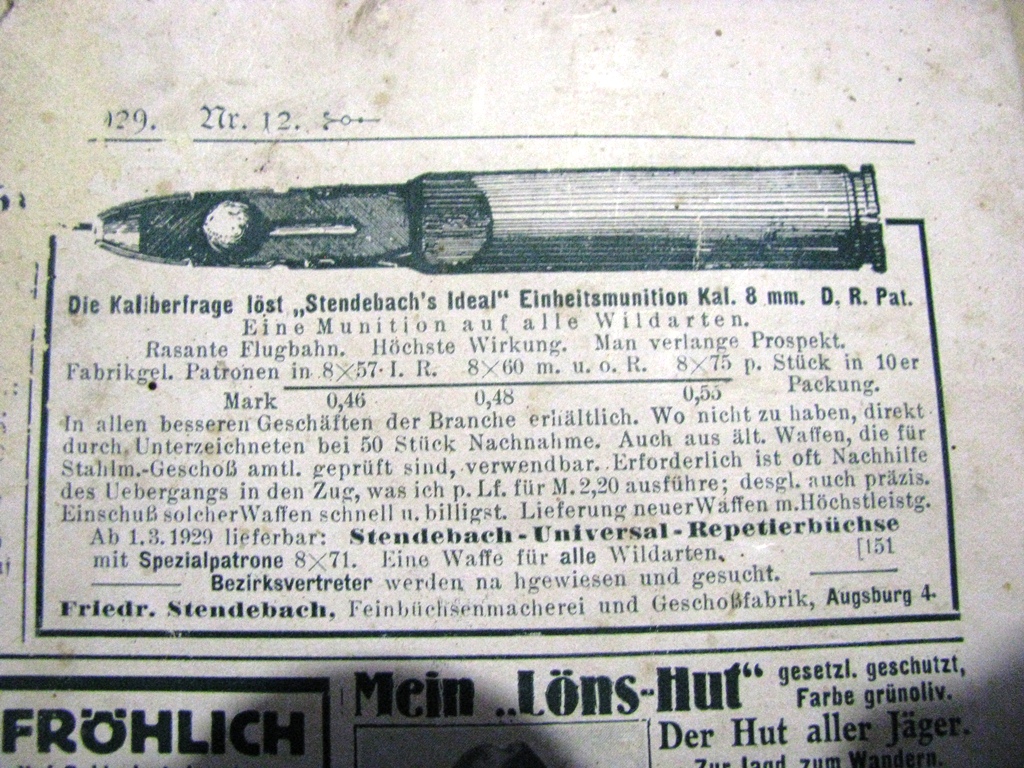 929. Nr. 12.
Die Kaliberfrage löst „Stendebach's Ideal" Einheitsmunition Kal. 8 mm. D. R. Pat.
Eine Munition auf alle Wildarten.
Rasante Flugbahn. Höchste Wirkung. Man verlange Prospekt.
Fabrikgel. Patronen in 8×57·I. R. 8×60 m. u. o. R. 8×75 p. Stück in 10er
Mark 0,46 0,48 0,55 Packung.
In allen besseren Geschäften der Branche erhältlich. Wo nicht zu haben, direkt
durch Unterzeichneten bei 50 Stück Nachnahme. Auch aus ält. Waffen, die für
Stahlm.-Geschoß amtl. geprüft sind, verwendbar. Erforderlich ist oft Nachhilfe
des Uebergangs in den Zug, was ich p. Lf. für M. 2,20 ausführe; desgl. auch präzis.
Einschuß solcher Waffen schnell u. billigst. Lieferung neuer Waffen m. Höchstleistg.
Ab 1. 3. 1929 lieferbar: Stendebach-Universal-Repetierbüchse
mit Spezialpatrone 8×71. Eine Waffe für alle Wildarten. [151
Bezirksvertreter werden na hgewiesen und gesucht.
Friedr. Stendebach, Feinbüchsenmacherei und Geschoßfabrik, Augsburg 4.
FRÖHLICH
Mein „Löns-Hut" gesetzl. geschutzt,
Farbe grünoliv.
Der Hut aller Jäger.
Zur Jagd, zum Wandern,